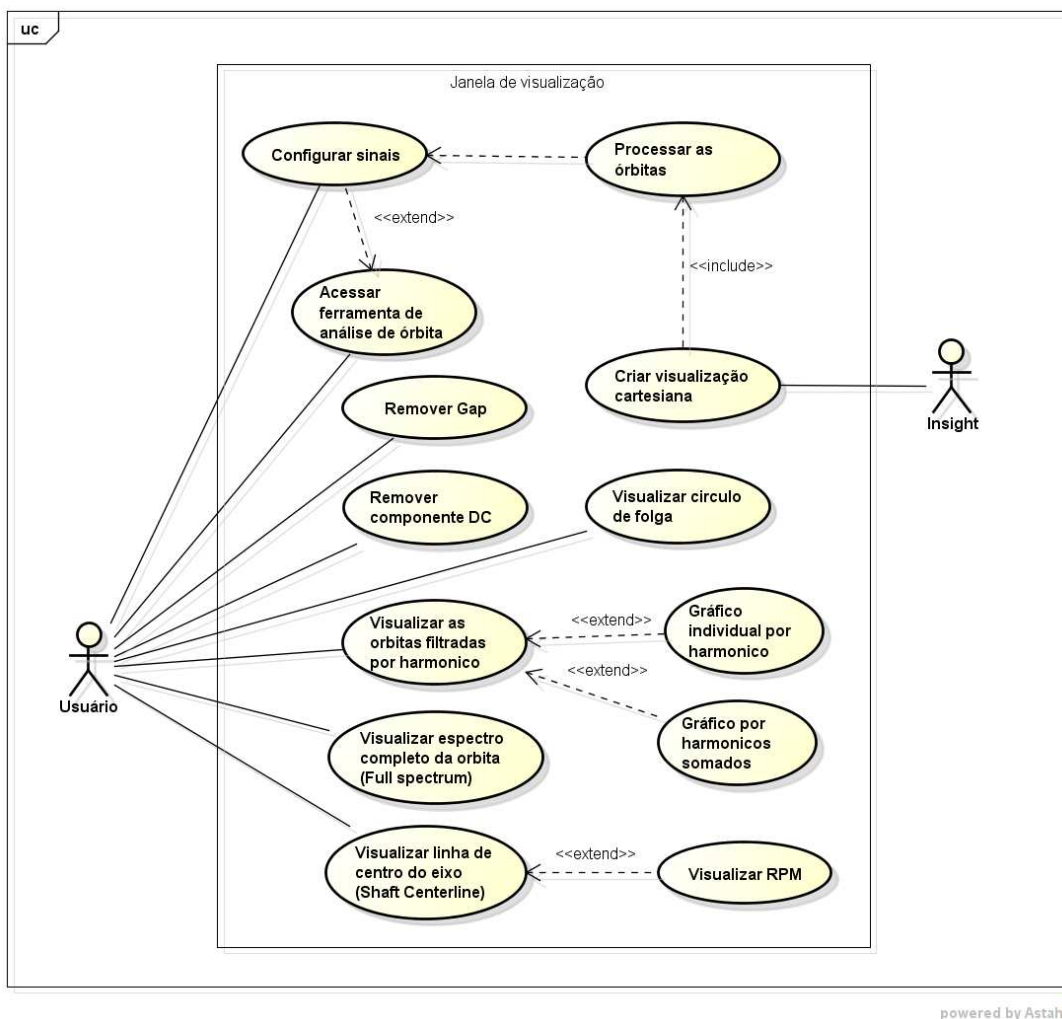 uc
Janela de visualização
Configurar sinais
Processar as
órbitas
<<extend>>
<<include>>
Acessar
ferramenta de
análise de órbita
Criar visualização
cartesiana
Insight
Remover Gap
Remover
componente DC
Visualizar circulo
de folga
Visualizar as
orbitas filtradas
por harmonico
<<extend>>
Gráfico
individual por
harmonico
<<extend>>
Gráfico por
harmonicos
somados
Usuário
Visualizar espectro
completo da orbita
(Full spectrum)
Visualizar linha de
centro do eixo
(Shaft Centerline)
<<extend>>
Visualizar RPM
powered by Astah